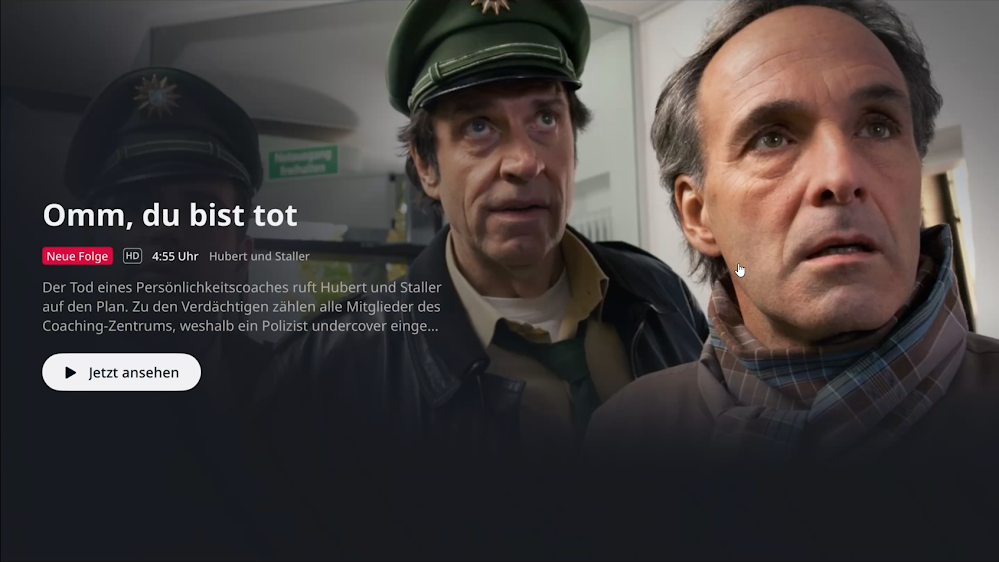 Omm, du bist tot
Neue Folge HD 4:55 Uhr Hubert und Staller
Der Tod eines Persönlichkeitscoaches ruft Hubert und Staller
auf den Plan. Zu den Verdächtigen zählen alle Mitglieder des
Coaching-Zentrums, weshalb ein Polizist undercover einge...
Jetzt ansehen